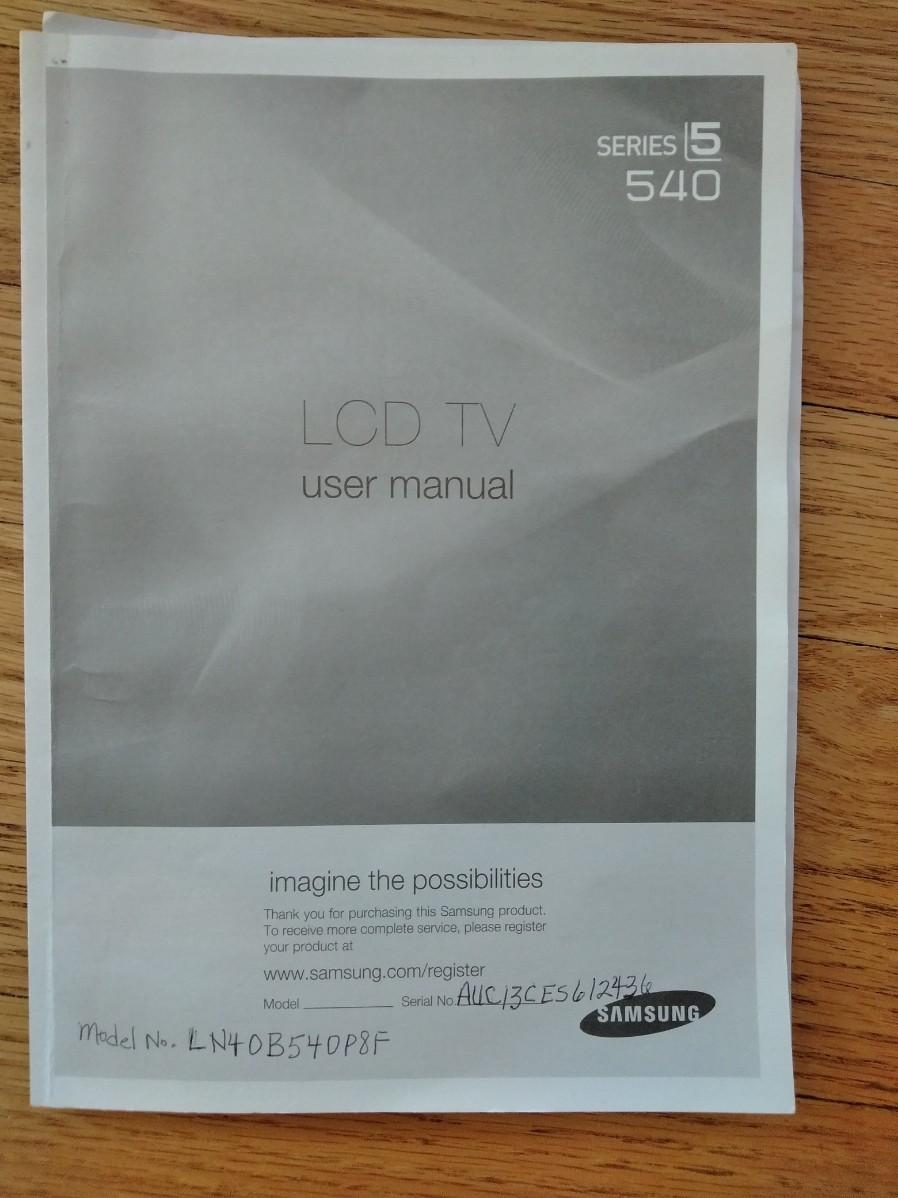 SERIES 5
540
LCD TV
user manual
imagine the possibilities
Thank you for purchasing this Samsung product.
To receive more complete service, please register
your product at
www.samsung.com/register
Model ____________ Serial No. AUC13CES612436
SAMSUNG
Model No. LN40B540P8F